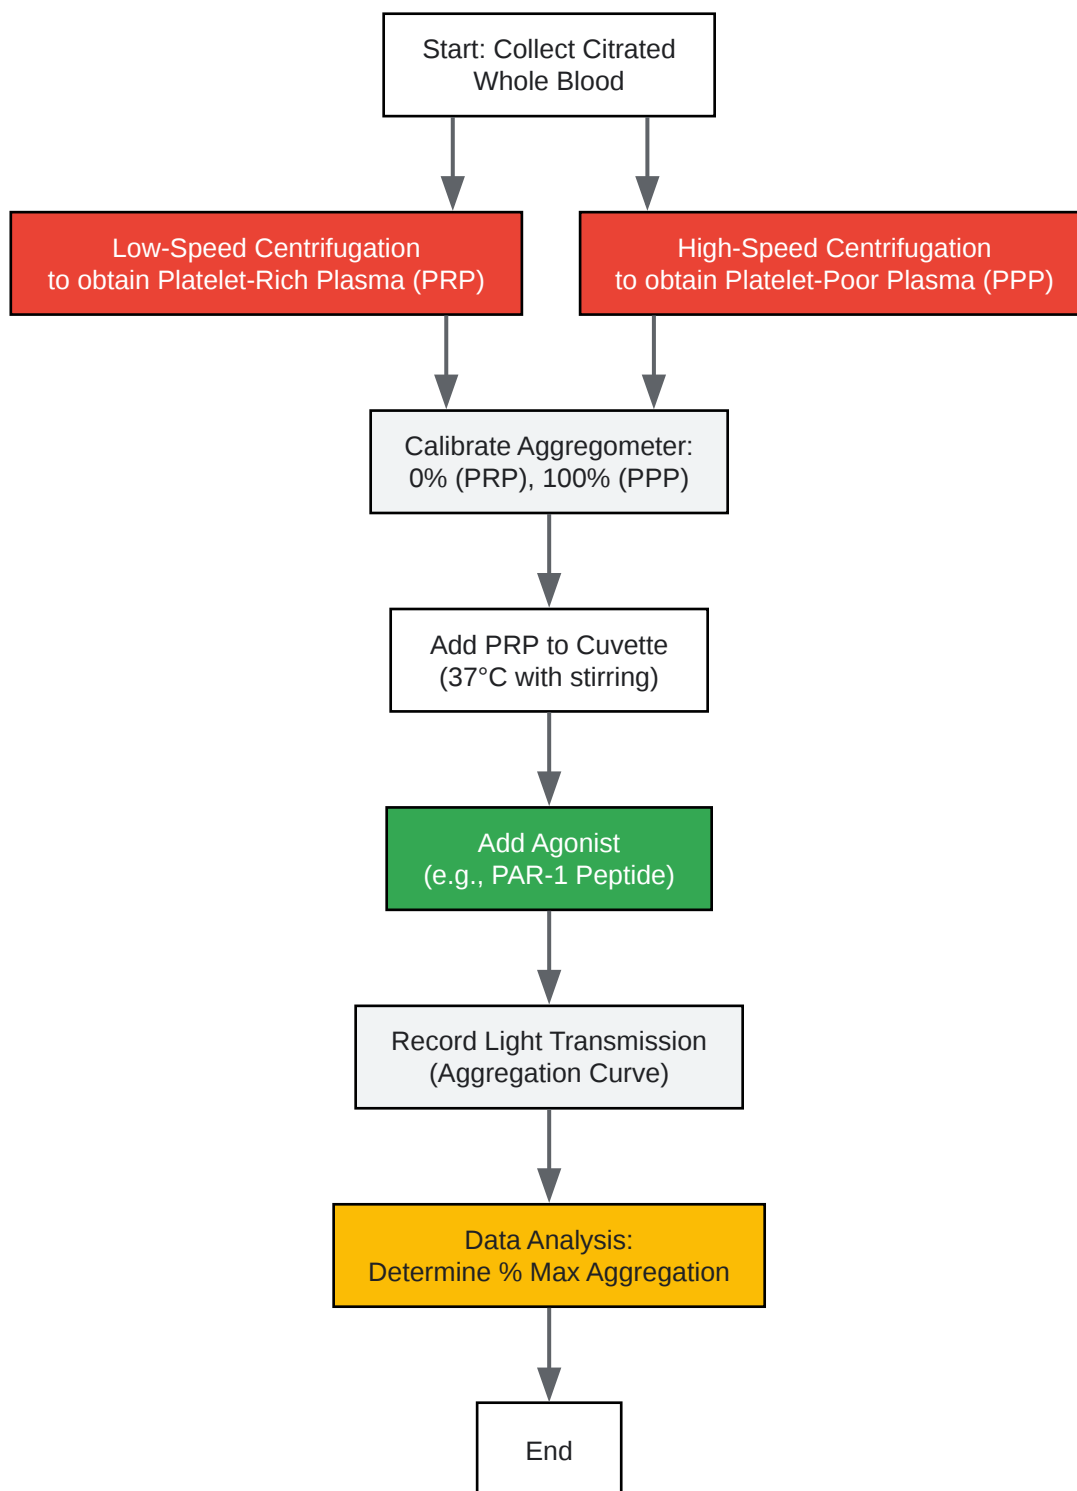 Start: Collect Citrated
Whole Blood
Low-Speed Centrifugation
to obtain Platelet-Rich Plasma (PRP)
High-Speed Centrifugation
to obtain Platelet-Poor Plasma (PPP)
Calibrate Aggregometer:
0% (PRP), 100% (PPP)
Add PRP to Cuvette
(37°C with stirring)
Add Agonist
(e.g., PAR-1 Peptide)
Record Light Transmission
(Aggregation Curve)
Data Analysis:
Determine % Max Aggregation
End